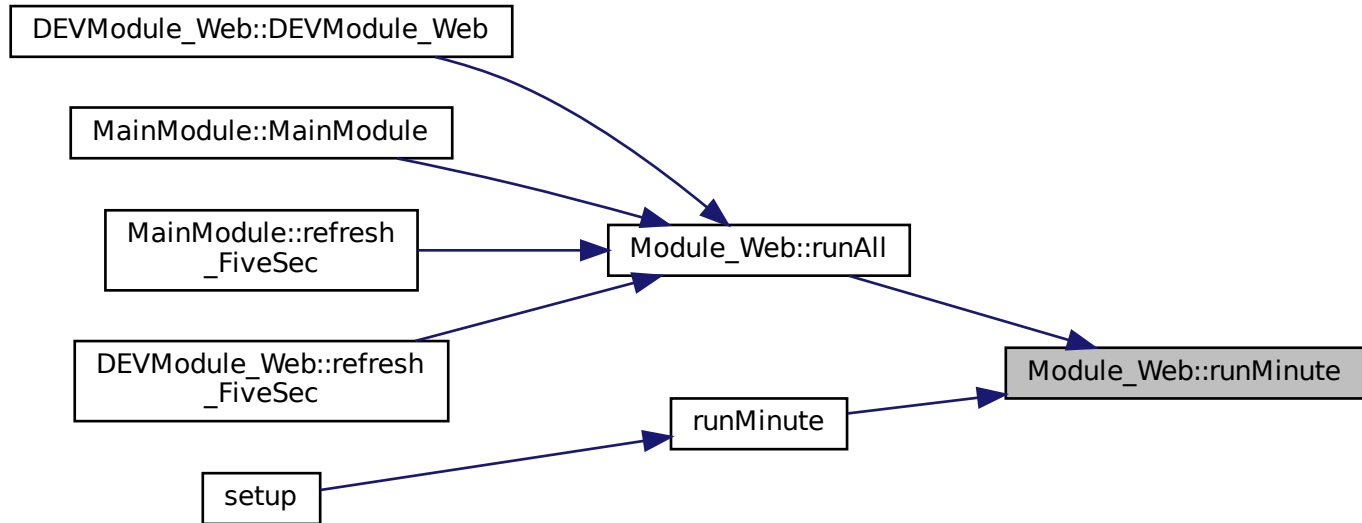 DEVModule_Web::DEVModule_Web
MainModule::MainModule
MainModule::refresh
_FiveSec
Module_Web::runAll
DEVModule_Web::refresh
_FiveSec
Module_Web::runMinute
runMinute
setup